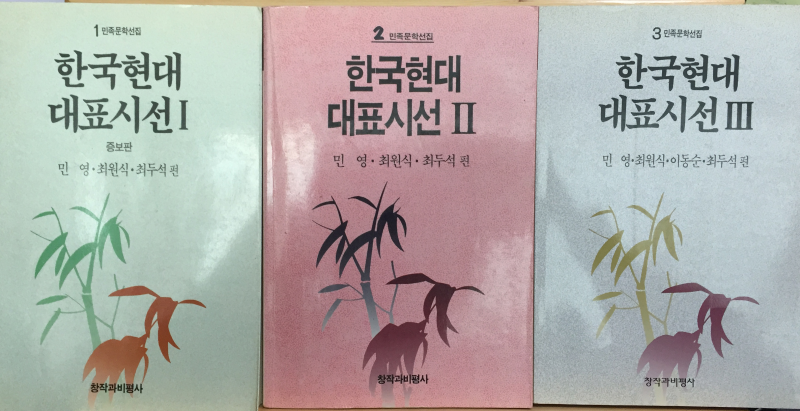 1 민족문학선집
한국현대
대표시선 I
증보판
민 영·최원식·최두석 편
창작과비평사
2 민족문학선집
한국현대
대표시선 II
민 영·최원식·최두석 편
창작과비평사
3 민족문학선집
한국현대
대표시선 III
민 영·최원식·이동순·최두석 편
창작과비평사